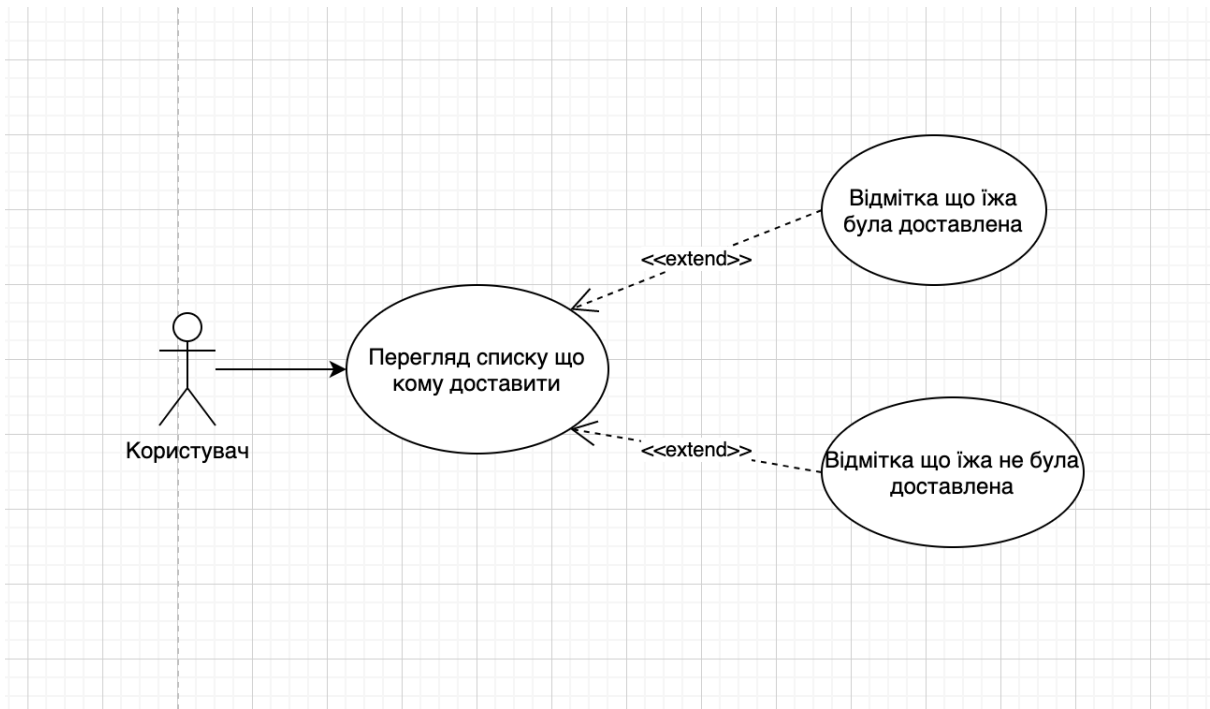 Відмітка що їжа
була доставлена
<<extend>>
Перегляд списку що
кому доставити
Користувач
<<extend>>
Відмітка що їжа не була
доставлена